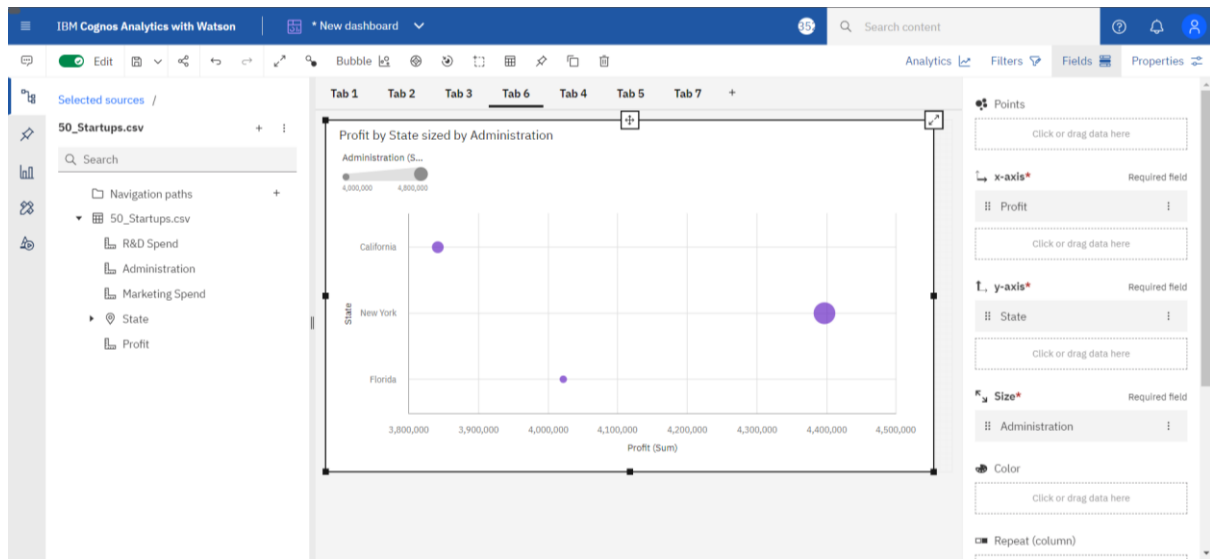 IBM Cognos Analytics with Watson
* New dashboard
35
Search content
Edit
Bubble
Analytics
Filters
Fields
Properties
Selected sources /
50_Startups.csv
Search
Navigation paths
50_Startups.csv
R&D Spend
Administration
Marketing Spend
State
Profit
Tab 1 Tab 2 Tab 3 Tab 6 Tab 4 Tab 5 Tab 7 +
Profit by State sized by Administration
Administration (S...
4,000,000 4,800,000
California
New York
Florida
State
3,800,000 3,900,000 4,000,000 4,100,000 4,200,000 4,300,000 4,400,000 4,500,000
Profit (Sum)
Points
Click or drag data here
x-axis* Required field
Profit
Click or drag data here
y-axis* Required field
State
Click or drag data here
Size* Required field
Administration
Color
Click or drag data here
Repeat (column)